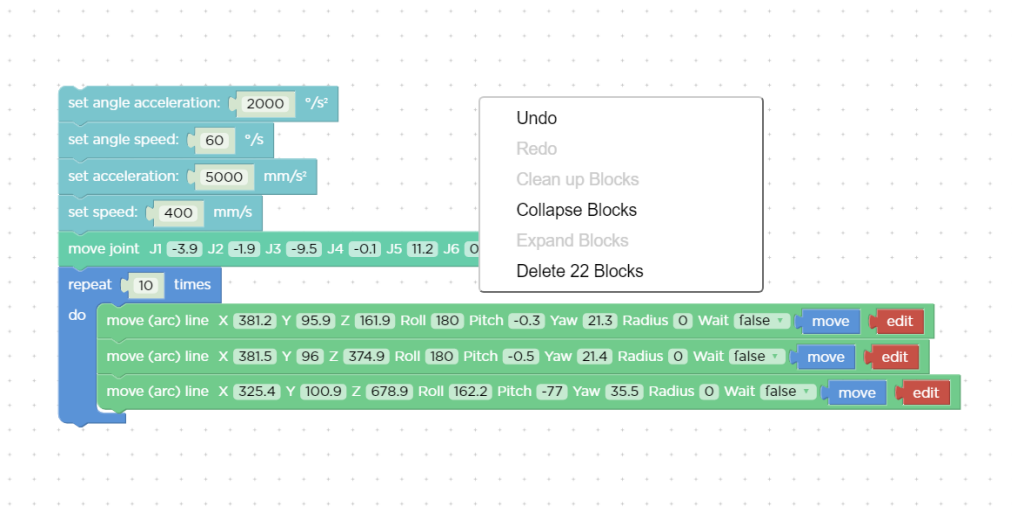 set angle acceleration: 2000 °/s²
set angle speed: 60 °/s
set acceleration: 5000 mm/s²
set speed: 400 mm/s
move joint J1 -3.9 J2 -1.9 J3 -9.5 J4 -0.1 J5 11.2 J6 0
repeat 10 times
do
move (arc) line X 381.2 Y 95.9 Z 161.9 Roll 180 Pitch -0.3 Yaw 21.3 Radius 0 Wait false move edit
move (arc) line X 381.5 Y 96 Z 374.9 Roll 180 Pitch -0.5 Yaw 21.4 Radius 0 Wait false move edit
move (arc) line X 325.4 Y 100.9 Z 678.9 Roll 162.2 Pitch -77 Yaw 35.5 Radius 0 Wait false move edit
Undo
Redo
Clean up Blocks
Collapse Blocks
Expand Blocks
Delete 22 Blocks